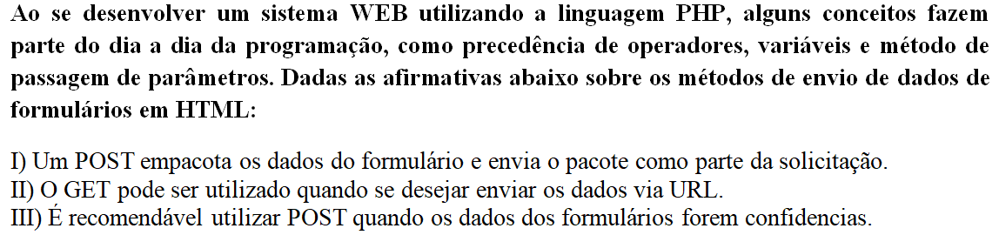 Ao se desenvolver um sistema WEB utilizando a linguagem PHP, alguns conceitos fazem
parte do dia a dia da programação, como precedência de operadores, variáveis e método de
passagem de parâmetros. Dadas as afirmativas abaixo sobre os métodos de envio de dados de
formulários em HTML:
I) Um POST empacota os dados do formulário e envia o pacote como parte da solicitação.
II) O GET pode ser utilizado quando se desejar enviar os dados via URL.
III) É recomendável utilizar POST quando os dados dos formulários forem confidencias.